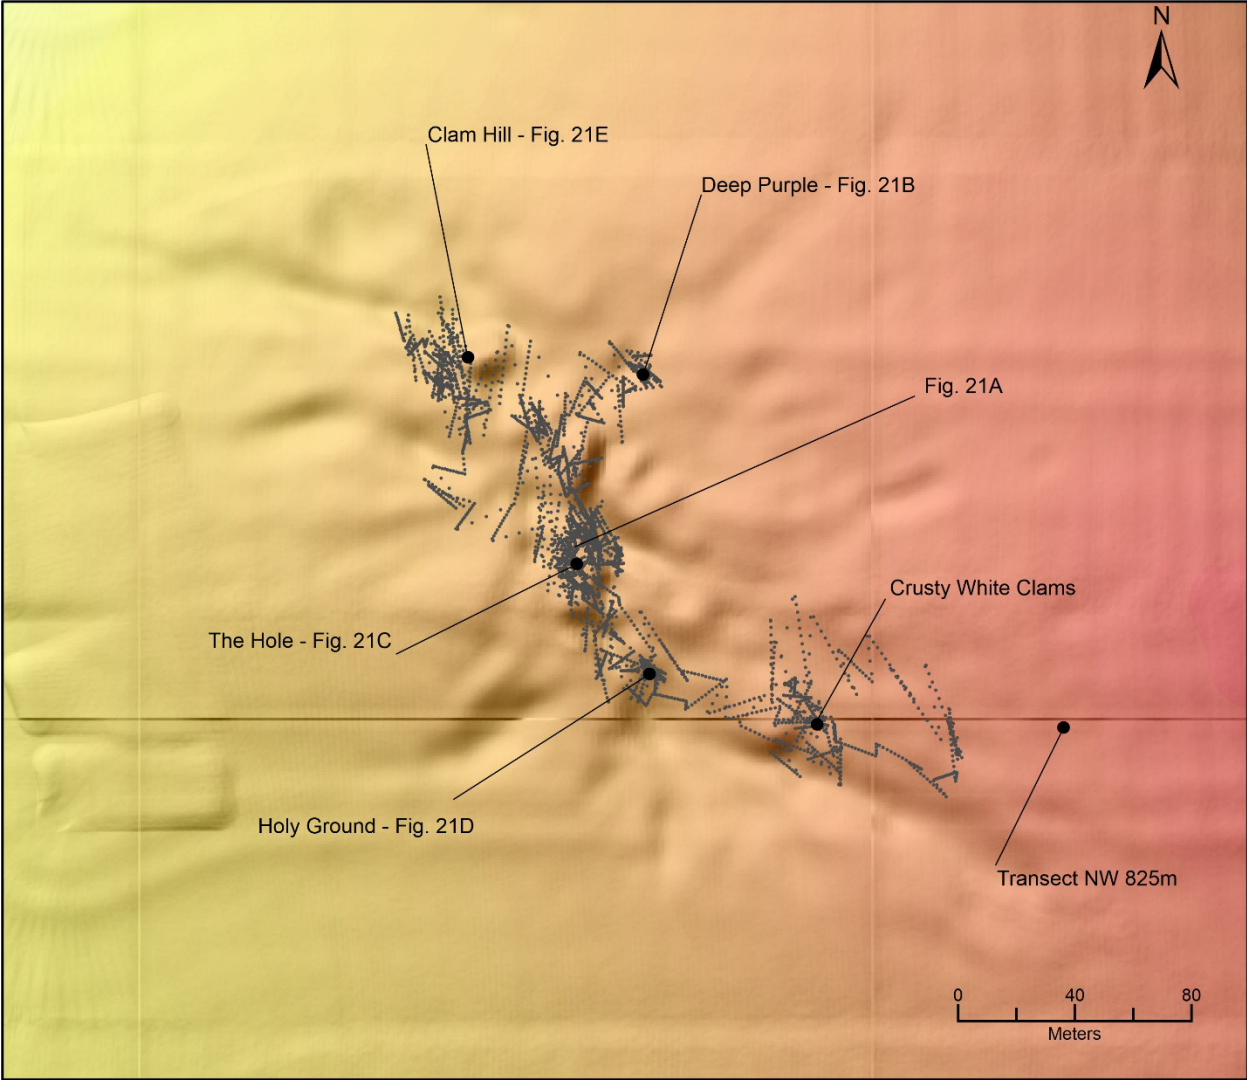 N
Clam Hill - Fig. 21E
Deep Purple - Fig. 21B
Fig. 21A
Crusty White Clams
The Hole - Fig. 21C
Holy Ground - Fig. 21D
Transect NW 825m
0 40 80
Meters